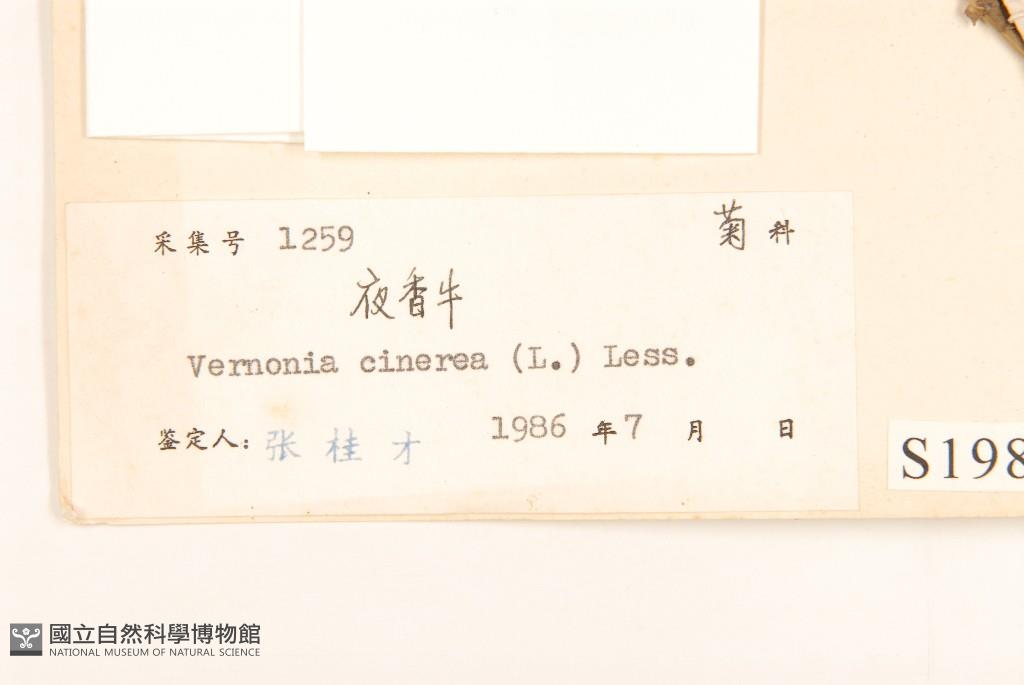 采集号 1259 菊科
夜香牛
Vernonia cinerea (L.) Less.
鉴定人: 张桂才 1986 年 7 月 日
S198
國立自然科學博物館
NATIONAL MUSEUM OF NATURAL SCIENCE